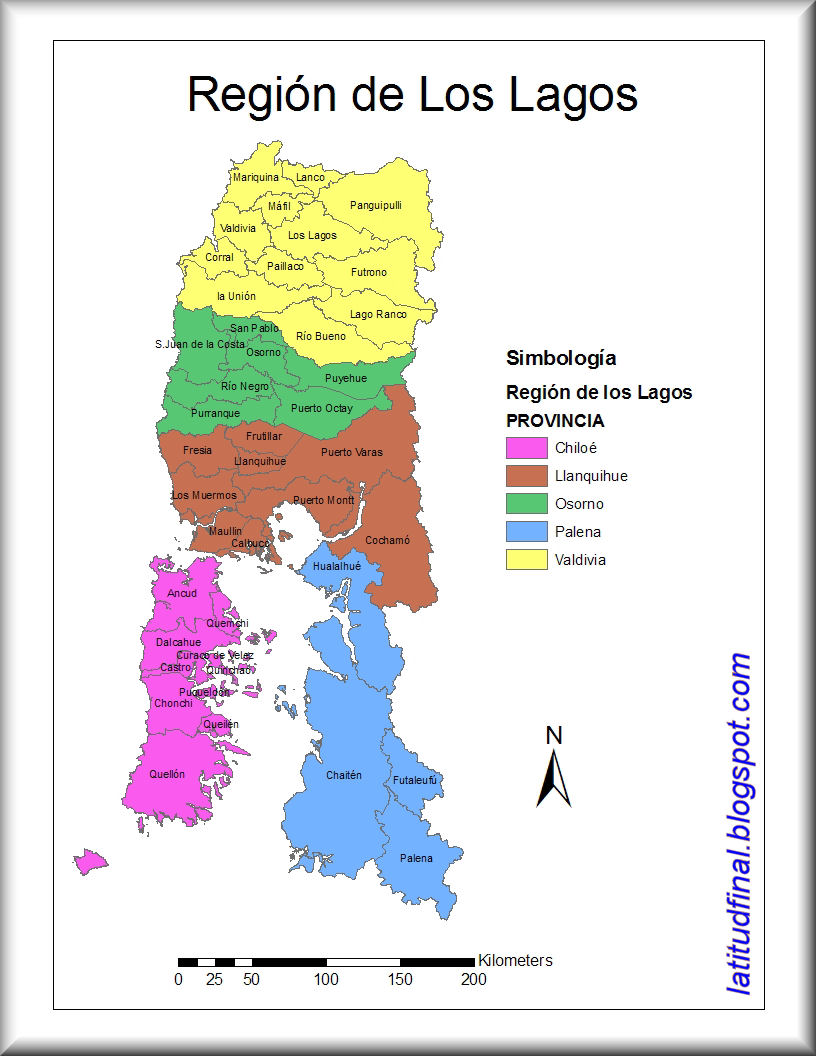 Región de Los Lagos
Mariquina
Lanco
Máfil
Panguipulli
Valdivia
Los Lagos
Corral
Paillaco
Futrono
la Unión
Lago Ranco
San Pablo
Río Bueno
S.Juan de la Costa
Osorno
Puyehue
Río Negro
Purranque
Puerto Octay
Frutillar
Fresia
Llanquihue
Puerto Varas
Los Muermos
Puerto Montt
Maullín
Calbuco
Cochamó
Hualalhué
Ancud
Quemchi
Dalcahue
Curaco de Velez
Castro
Quinchao
Puqueldón
Chonchi
Queilén
Quellón
Chaitén
Futaleufú
Palena
Simbología
Región de los Lagos
PROVINCIA
Chiloé
Llanquihue
Osorno
Palena
Valdivia
N
latitudfinal.blogspot.com
Kilometers
0 25 50 100 150 200